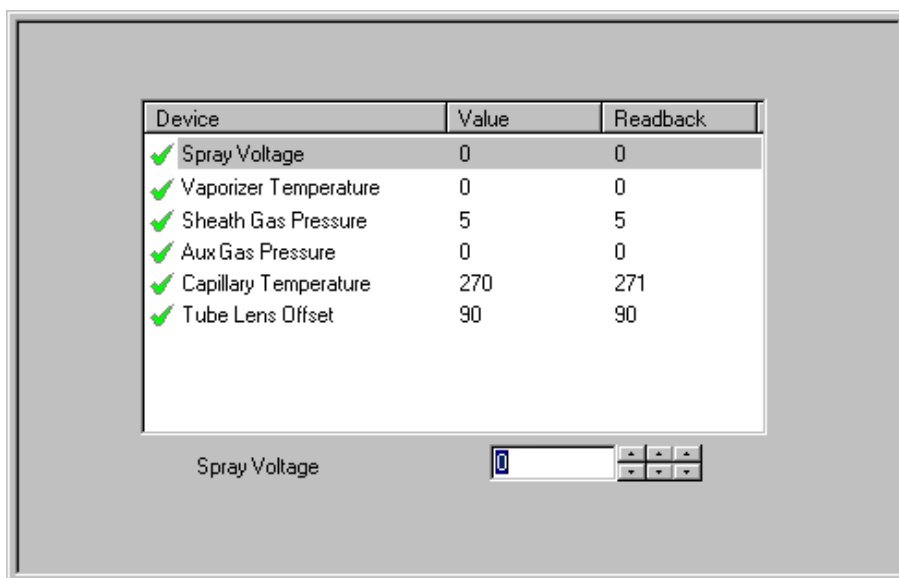 Device Value Readback
Spray Voltage 0 0
Vaporizer Temperature 0 0
Sheath Gas Pressure 5 5
Aux Gas Pressure 0 0
Capillary Temperature 270 271
Tube Lens Offset 90 90
Spray Voltage 0